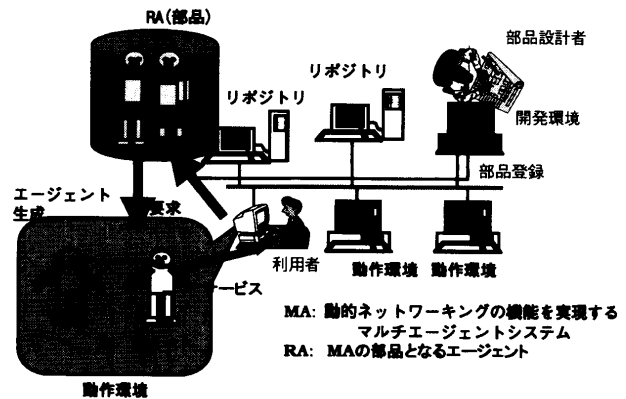 RA(部品)
部品設計者
リポジトリ
リポジトリ
開発環境
部品登録
エージェント
生成
要求
利用者
動作環境
動作環境
サービス
MA: 動的ネットワーキングの機能を実現する
マルチエージェントシステム
RA: MAの部品となるエージェント
動作環境